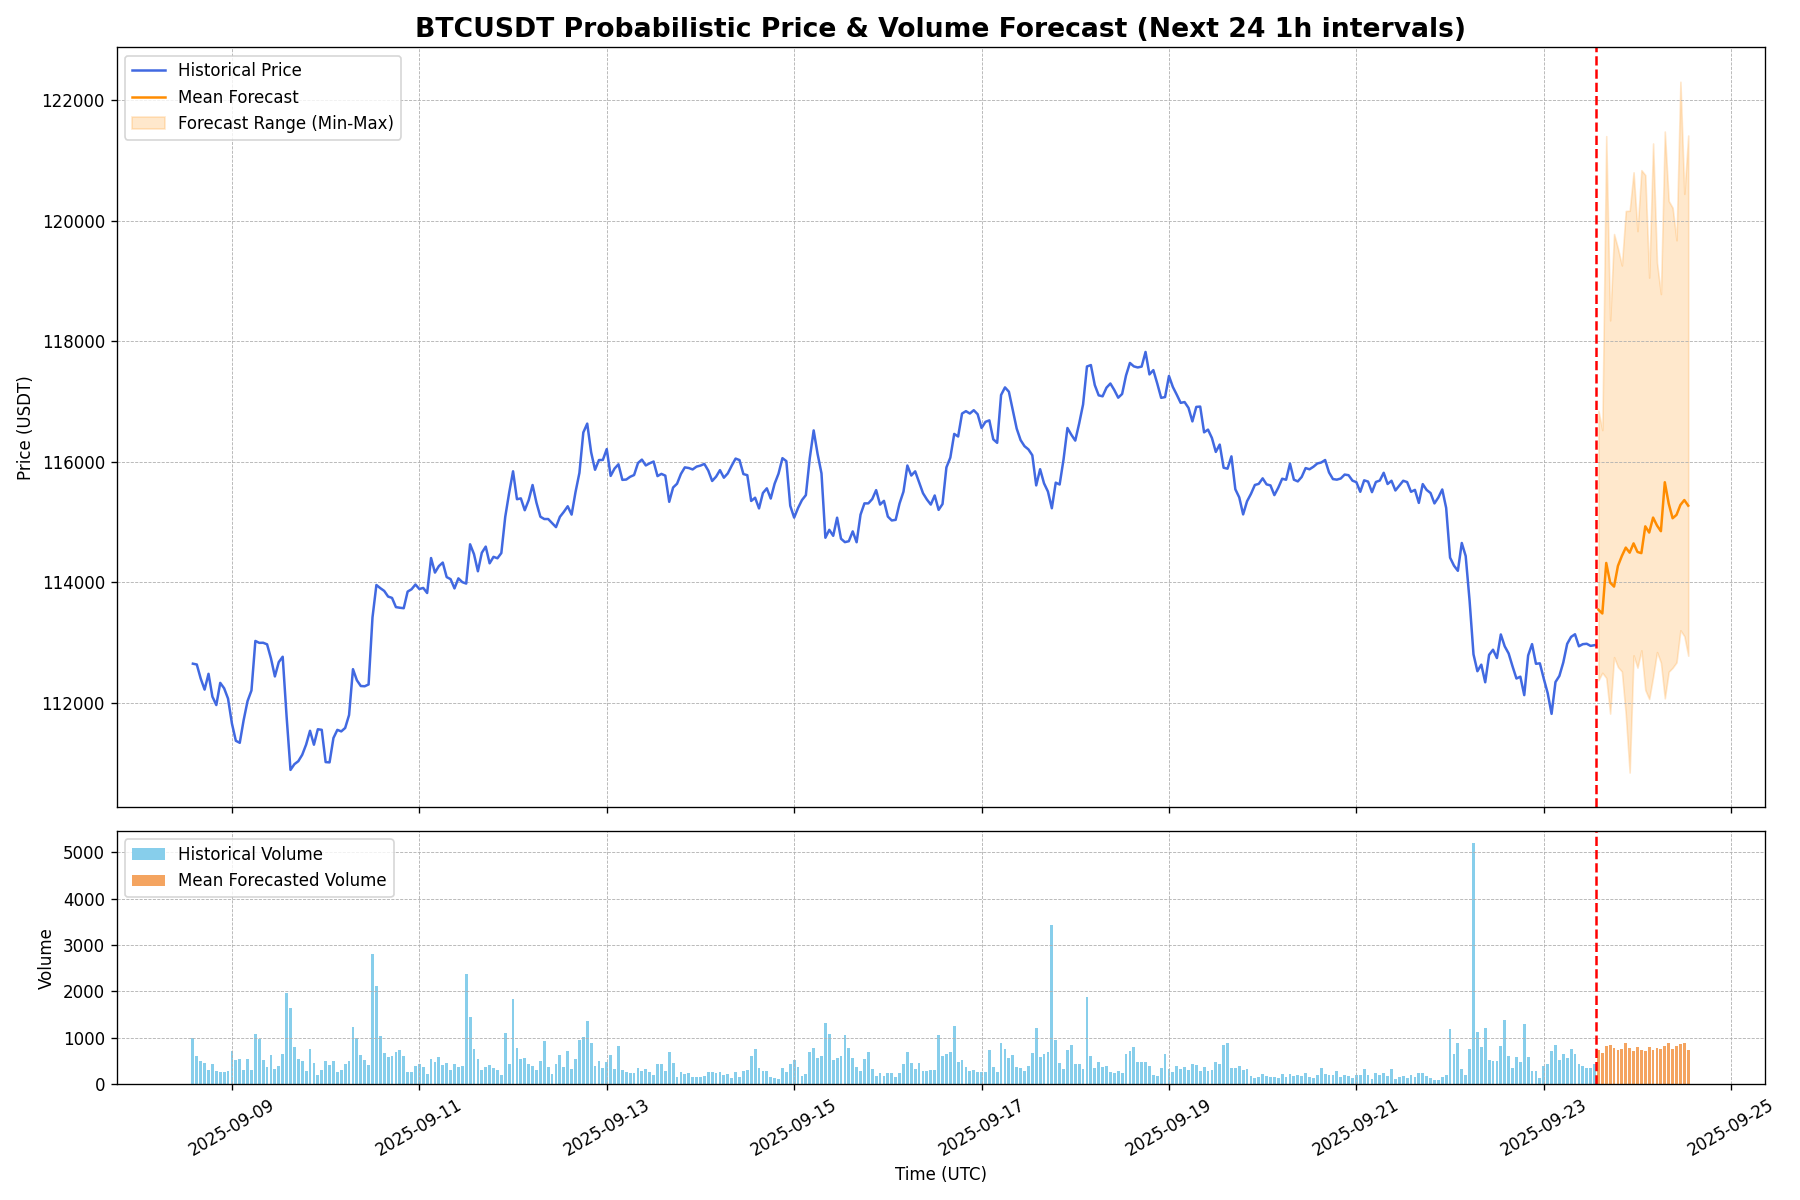 BTCUSDT Probabilistic Price & Volume Forecast (Next 24 1h intervals)
Historical Price
Mean Forecast
Forecast Range (Min-Max)
122000
120000
118000
116000
114000
112000
Price (USDT)
Historical Volume
Mean Forecasted Volume
5000
4000
3000
2000
1000
0
Volume
2025-09-09
2025-09-11
2025-09-13
2025-09-15
2025-09-17
2025-09-19
2025-09-21
2025-09-23
2025-09-25
Time (UTC)